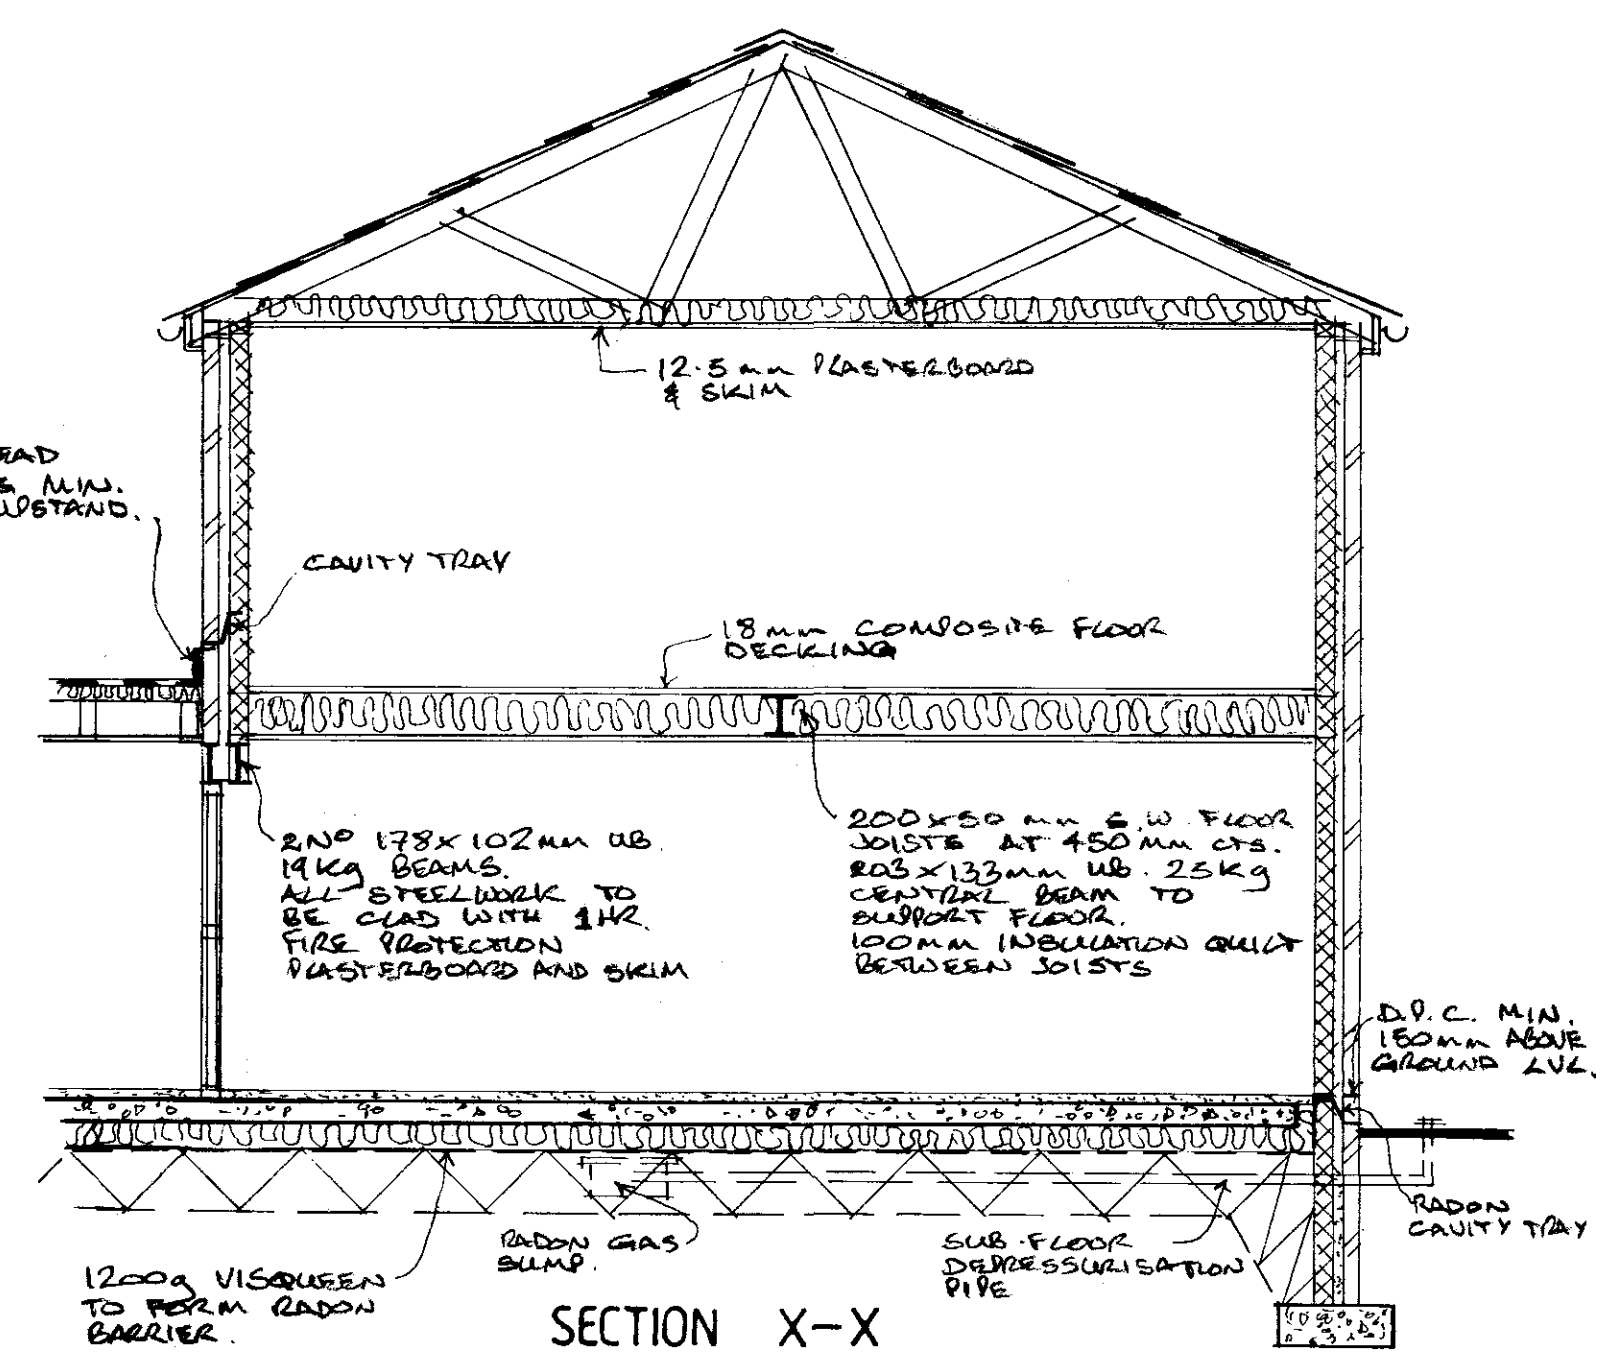 12.5mm PLASTERBOARD
& SKIM
MIN.
UPSTAND.
CAVITY TRAY
18mm COMPOSITE FLOOR
DECKING
2No 178x102mm UB
19Kg BEAMS.
ALL STEELWORK TO
BE CLAD WITH 1HR.
FIRE PROTECTION
PLASTERBOARD AND SKIM
200x50 mm S.W. FLOOR
JOISTS AT 450MM CTS.
203x133mm UB. 25Kg
CENTRAL BEAM TO
SUPPORT FLOOR.
100MM INSULATION QUILT
BETWEEN JOISTS
D.P.C. MIN.
150mm ABOVE
GROUND LVL.
RADON
CAVITY TRAY
RADON GAS
SUMP.
SUB-FLOOR
DEPRESSURISATION
PIPE
1200g VISQUEEN
TO FORM RADON
BARRIER.
SECTION X-X